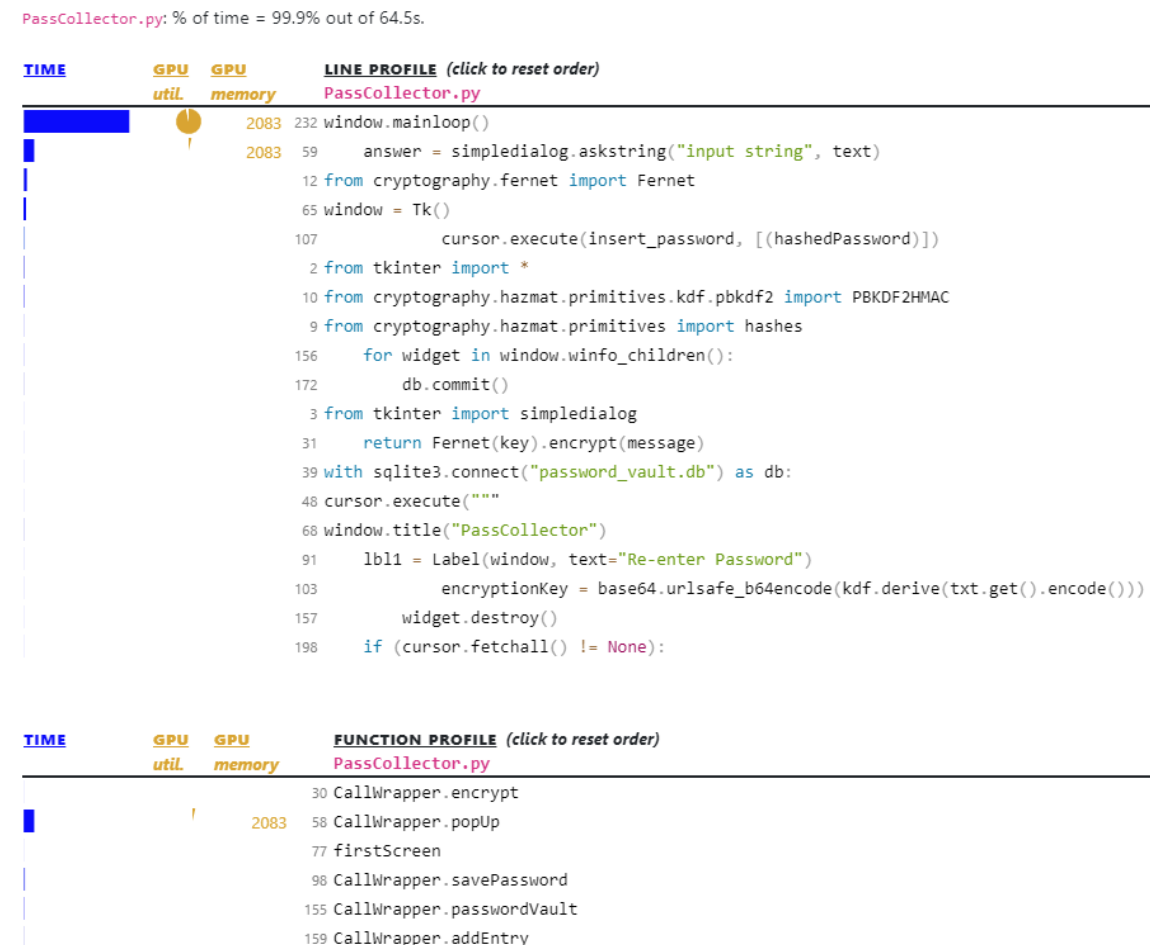 PassCollector.py: % of time = 99.9% out of 64.5s.
TIME GPU util. GPU memory LINE PROFILE (click to reset order) PassCollector.py
2083 232 window.mainloop()
2083 59 answer = simpledialog.askstring("input string", text)
12 from cryptography.fernet import Fernet
65 window = Tk()
107 cursor.execute(insert_password, [(hashedPassword)])
2 from tkinter import *
10 from cryptography.hazmat.primitives.kdf.pbkdf2 import PBKDF2HMAC
9 from cryptography.hazmat.primitives import hashes
156 for widget in window.winfo_children():
172 db.commit()
3 from tkinter import simpledialog
31 return Fernet(key).encrypt(message)
39 with sqlite3.connect("password_vault.db") as db:
48 cursor.execute("""
68 window.title("PassCollector")
91 lbl1 = Label(window, text="Re-enter Password")
103 encryptionKey = base64.urlsafe_b64encode(kdf.derive(txt.get().encode()))
157 widget.destroy()
198 if (cursor.fetchall() != None):
TIME GPU util. GPU memory FUNCTION PROFILE (click to reset order) PassCollector.py
30 CallWrapper.encrypt
2083 58 CallWrapper.popUp
77 firstScreen
98 CallWrapper.savePassword
155 CallWrapper.passwordVault
159 CallWrapper.addEntry